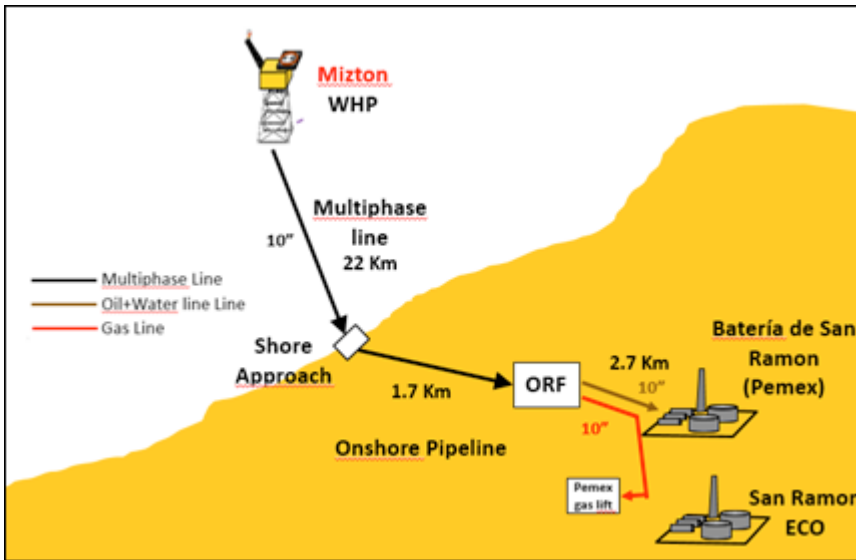 Mizton
WHP
Multiphase
line
22 Km
10”
Multiphase Line
Oil+Water line Line
Gas Line
Shore
Approach
1.7 Km
ORF
2.7 Km
10”
10”
Batería de San
Ramon
(Pemex)
Onshore Pipeline
Pemex
gas lift
San Ramon
ECO